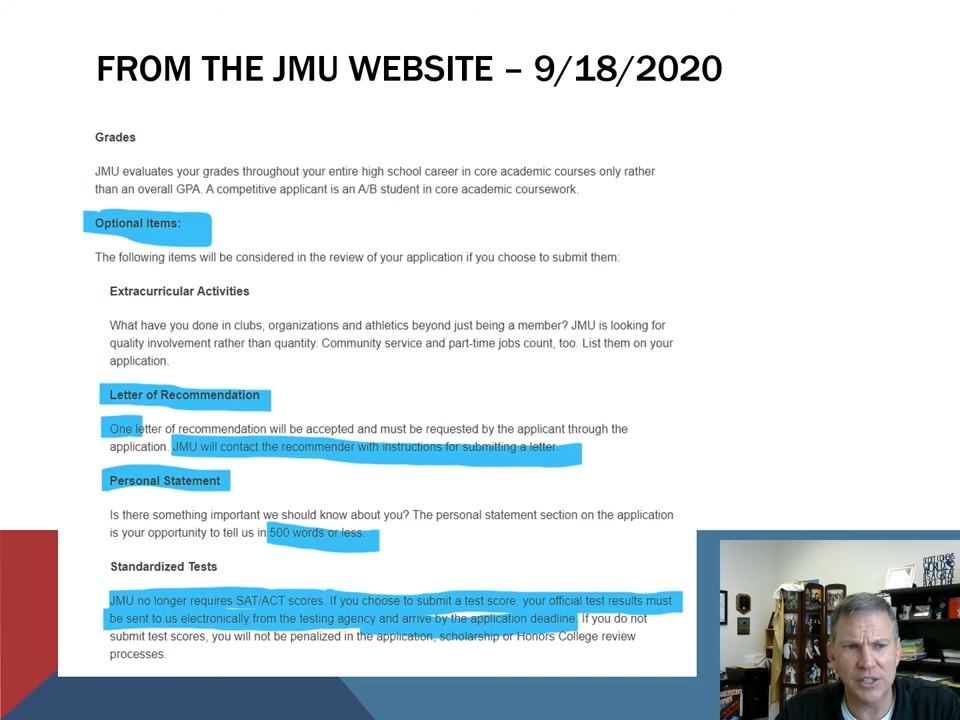 FROM THE JMU WEBSITE – 9/18/2020
Grades
JMU evaluates your grades throughout your entire high school career in core academic courses only rather
than an overall GPA. A competitive applicant is an A/B student in core academic coursework.
Optional Items:
The following items will be considered in the review of your application if you choose to submit them:
Extracurricular Activities
What have you done in clubs, organizations and athletics beyond just being a member? JMU is looking for
quality involvement rather than quantity. Community service and part-time jobs count, too. List them on your
application.
Letter of Recommendation
One letter of recommendation will be accepted and must be requested by the applicant through the
application. JMU will contact the recommender with instructions for submitting a letter.
Personal Statement
Is there something important we should know about you? The personal statement section on the application
is your opportunity to tell us in 500 words or less.
Standardized Tests
JMU no longer requires SAT/ACT scores. If you choose to submit a test score, your official test results must
be sent to us electronically from the testing agency and arrive by the application deadline. If you do not
submit test scores, you will not be penalized in the application, scholarship or Honors College review
processes.